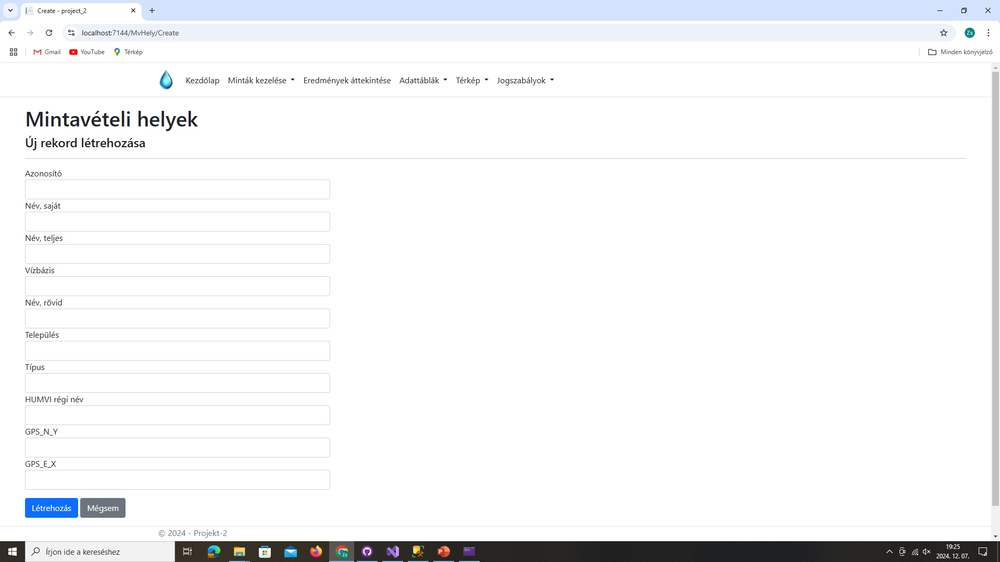 Create - project_2
localhost:7144/MvHely/Create
Zs
Gmail YouTube Térkép Minden könyvjelző
Kezdőlap Minták kezelése Eredmények áttekintése Adattáblák Térkép Jogszabályok
Mintavételi helyek
Új rekord létrehozása
Azonosító
Név, saját
Név, teljes
Vízbázis
Név, rövid
Település
Típus
HUMVI régi név
GPS_N_Y
GPS_E_X
Létrehozás Mégsem
© 2024 - Projekt-2
Írjon ide a kereséshez
Zs
19:25
2024. 12. 07.